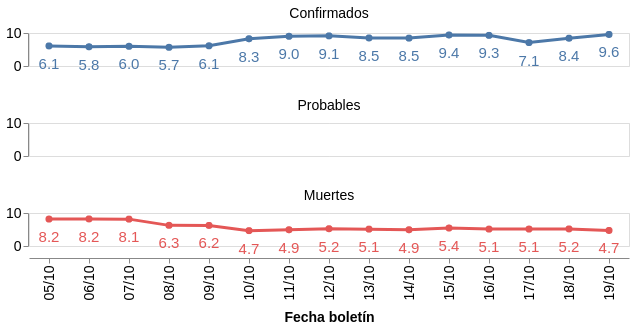 Confirmados
10
0
6.1 5.8 6.0 5.7 6.1 8.3 9.0 9.1 8.5 8.5 9.4 9.3 7.1 8.4 9.6
Probables
10
0
Muertes
10
0
8.2 8.2 8.1 6.3 6.2 4.7 4.9 5.2 5.1 4.9 5.4 5.1 5.1 5.2 4.7
05/10 06/10 07/10 08/10 09/10 10/10 11/10 12/10 13/10 14/10 15/10 16/10 17/10 18/10 19/10
Fecha boletín